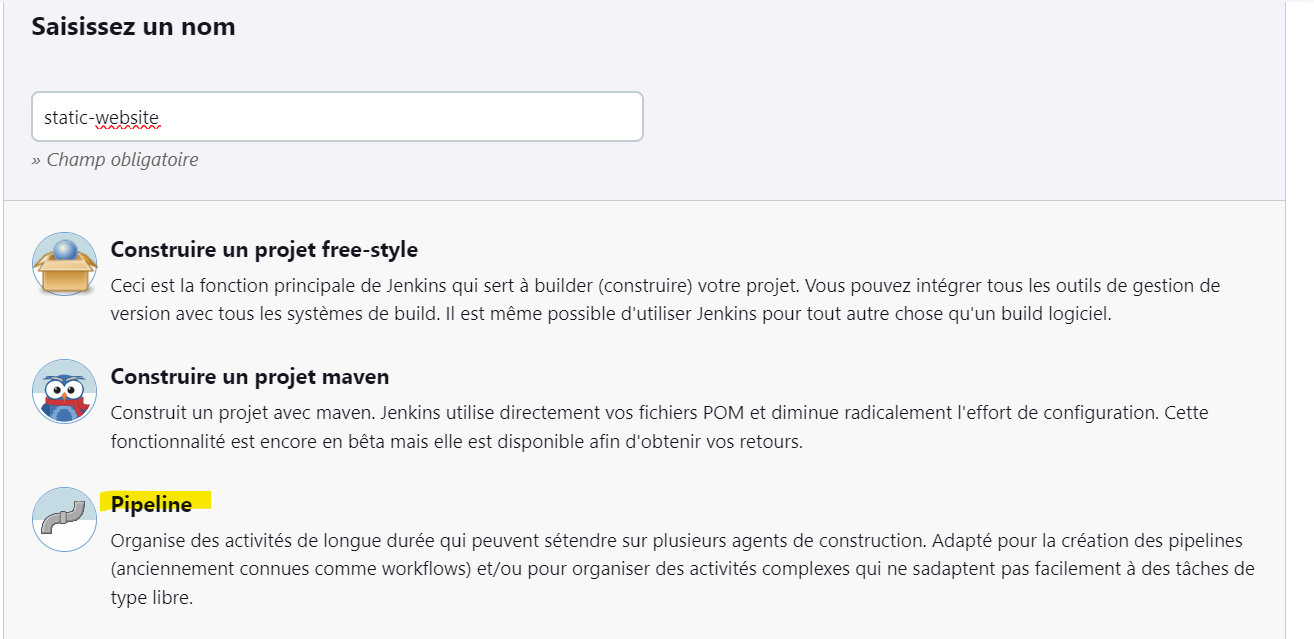 Saisissez un nom
static-website
» Champ obligatoire
Construire un projet free-style
Ceci est la fonction principale de Jenkins qui sert à builder (construire) votre projet. Vous pouvez intégrer tous les outils de gestion de
version avec tous les systèmes de build. Il est même possible d'utiliser Jenkins pour tout autre chose qu'un build logiciel.
Construire un projet maven
Construit un projet avec maven. Jenkins utilise directement vos fichiers POM et diminue radicalement l'effort de configuration. Cette
fonctionnalité est encore en bêta mais elle est disponible afin d'obtenir vos retours.
Pipeline
Organise des activités de longue durée qui peuvent sétendre sur plusieurs agents de construction. Adapté pour la création des pipelines
(anciennement connues comme workflows) et/ou pour organiser des activités complexes qui ne sadaptent pas facilement à des tâches de
type libre.